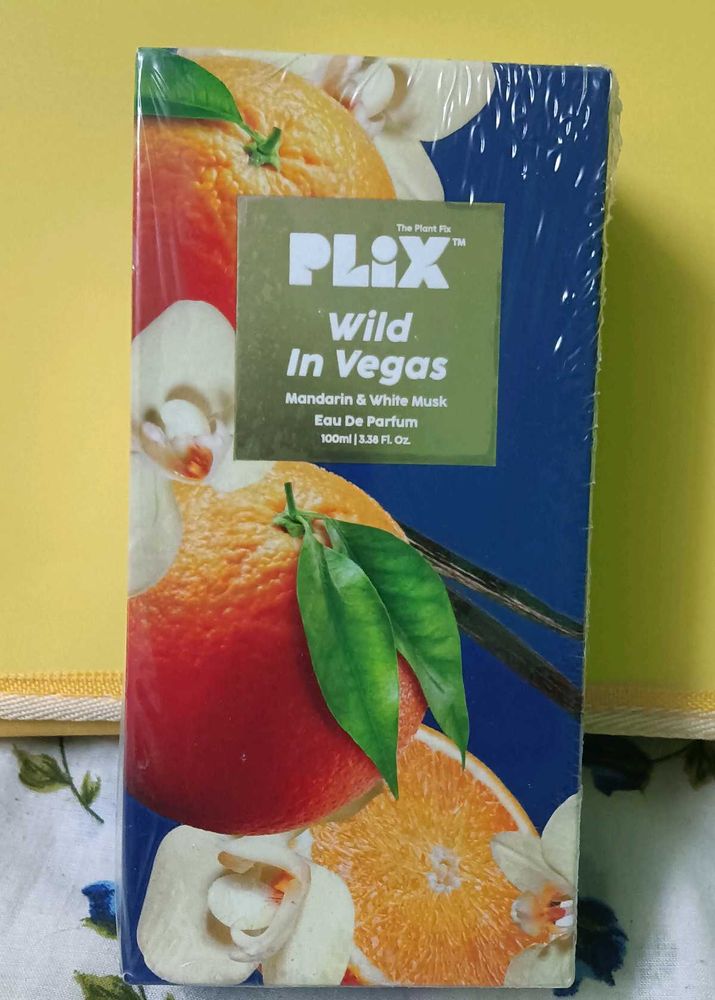 The Plant Fix
PLiX™
Wild
In Vegas
Mandarin & White Musk
Eau De Parfum
100ml | 3.38 Fl. Oz.